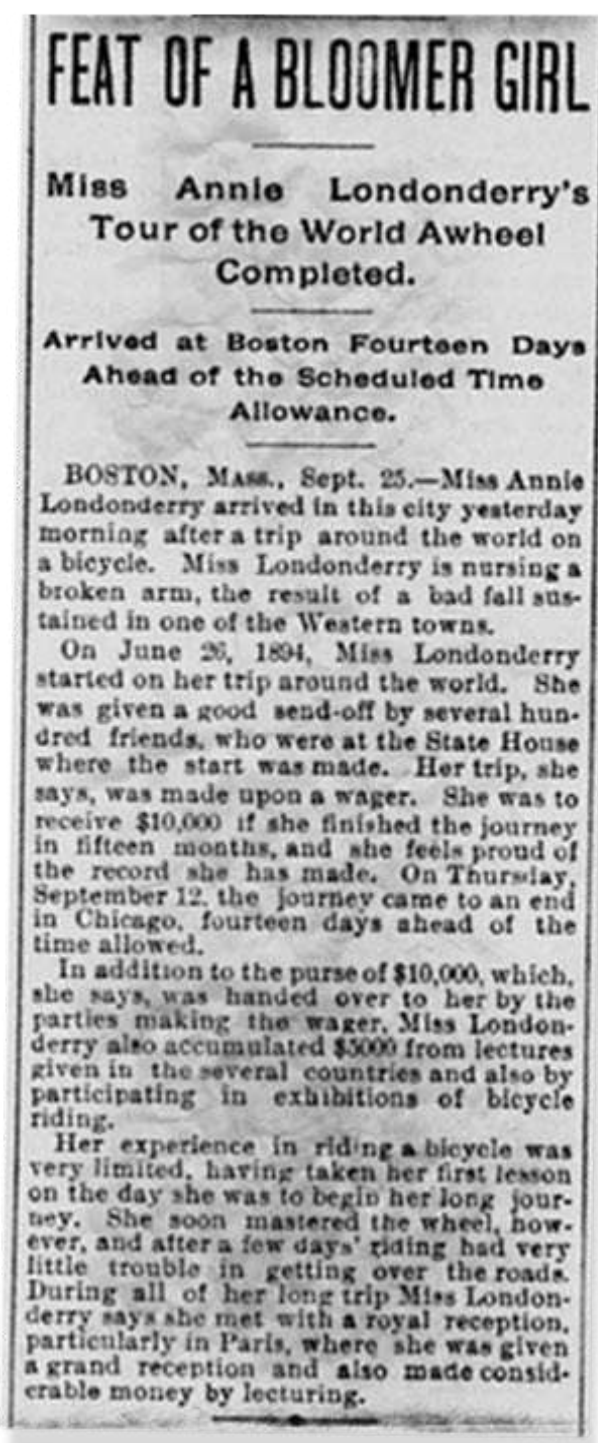 FEAT OF A BLOOMER GIRL
Miss Annie Londonderry's
Tour of the World Awheel
Completed.
Arrived at Boston Fourteen Days
Ahead of the Scheduled Time
Allowance.
BOSTON, Mass., Sept. 25.—Miss Annie
Londonderry arrived in this city yesterday
morning after a trip around the world on
a bicycle. Miss Londonderry is nursing a
broken arm, the result of a bad fall sus-
tained in one of the Western towns.
On June 26, 1894, Miss Londonderry
started on her trip around the world. She
was given a good send-off by several hun-
dred friends, who were at the State House
where the start was made. Her trip, she
says, was made upon a wager. She was to
receive $10,000 if she finished the journey
in fifteen months, and she feels proud of
the record she has made. On Thursday,
September 12, the journey came to an end
in Chicago, fourteen days ahead of the
time allowed.
In addition to the purse of $10,000, which,
she says, was handed over to her by the
parties making the wager, Miss London-
derry also accumulated $5000 from lectures
given in the several countries and also by
participating in exhibitions of bicycle
riding.
Her experience in riding a bicycle was
very limited, having taken her first lesson
on the day she was to begin her long jour-
ney. She soon mastered the wheel, how-
ever, and after a few days' riding had very
little trouble in getting over the roads.
During all of her long trip Miss London-
derry says she met with a royal reception,
particularly in Paris, where she was given
a grand reception and also made consid-
erable money by lecturing.